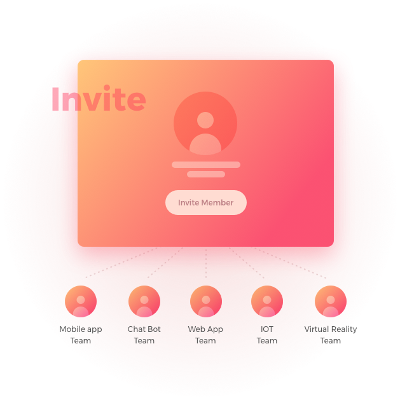 Invite
Invite Member
Mobile app
Team
Chat Bot
Team
Web App
Team
IOT
Team
Virtual Reality
Team